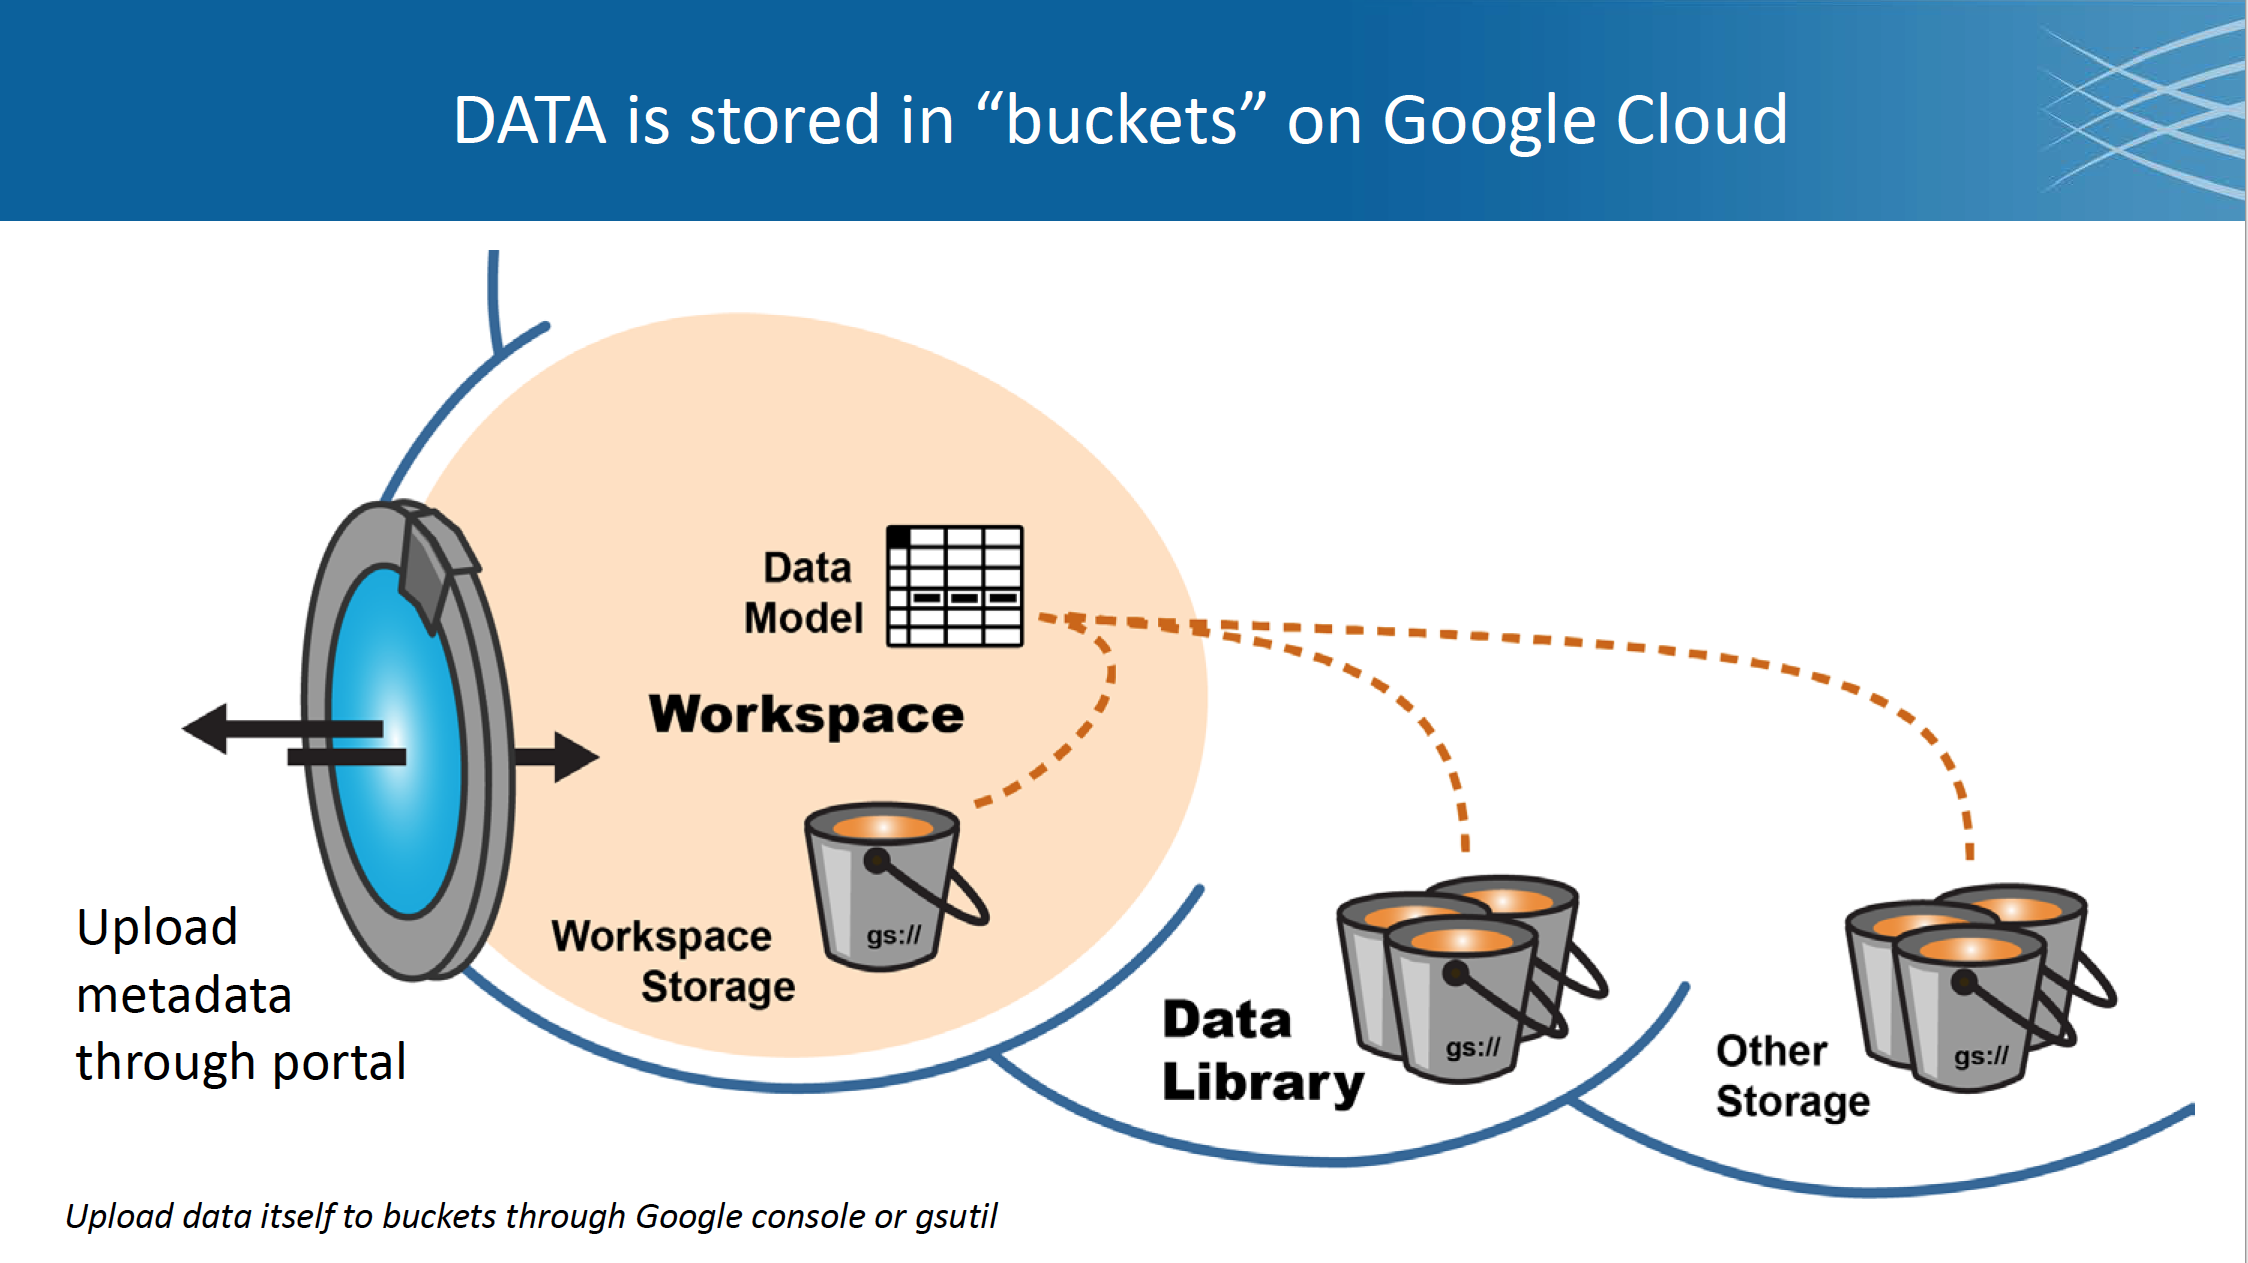 DATA is stored in “buckets” on Google Cloud
Data
Model
Workspace
Workspace
Storage
gs://
Upload
metadata
through portal
Data
Library
gs://
Other
Storage
gs://
Upload data itself to buckets through Google console or gsutil